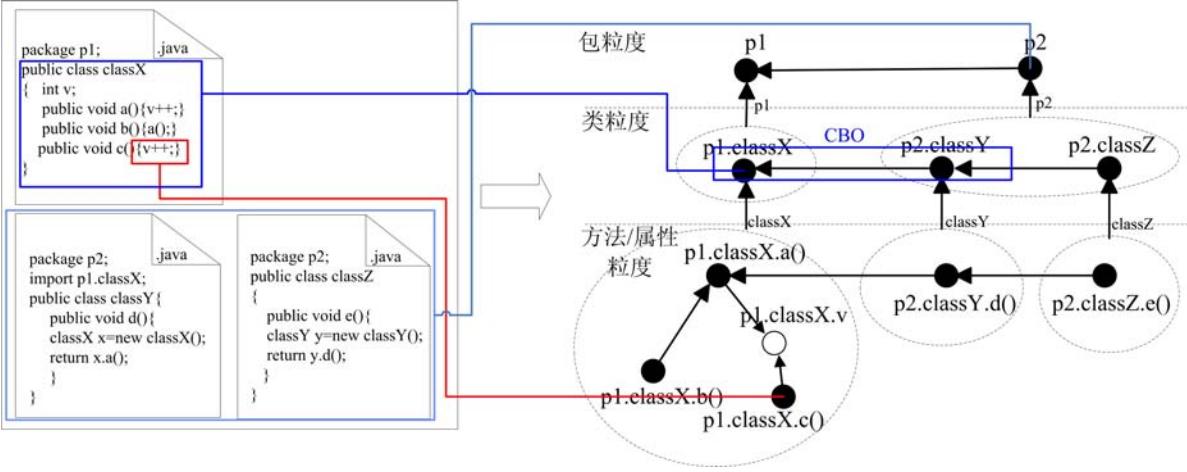 package p1;
.java
public class classX
{ int v;
public void a(){v++;}
public void b(){a();}
public void c(){v++;}
}
package p2;
.java
import p1.classX;
public class classY{
public void d(){
classX x=new classX();
return x.a();
}
}
package p2;
.java
public class classZ
{
public void e(){
classY y=new classY();
return y.d();
}
}
包粒度
p1
p2
p1
p2
类粒度
CBO
p1.classX
p2.classY
p2.classZ
classX
classY
classZ
方法/属性
粒度
p1.classX.a()
p1.classX.v
p2.classY.d()
p2.classZ.e()
p1.classX.b()
p1.classX.c()